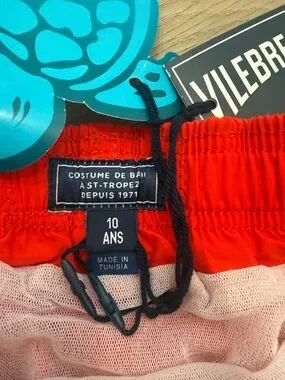 VILEBRE
COSTUME DE BAIN
À ST-TROPEZ
DEPUIS 1971
10
ANS
MADE IN
TUNISIA